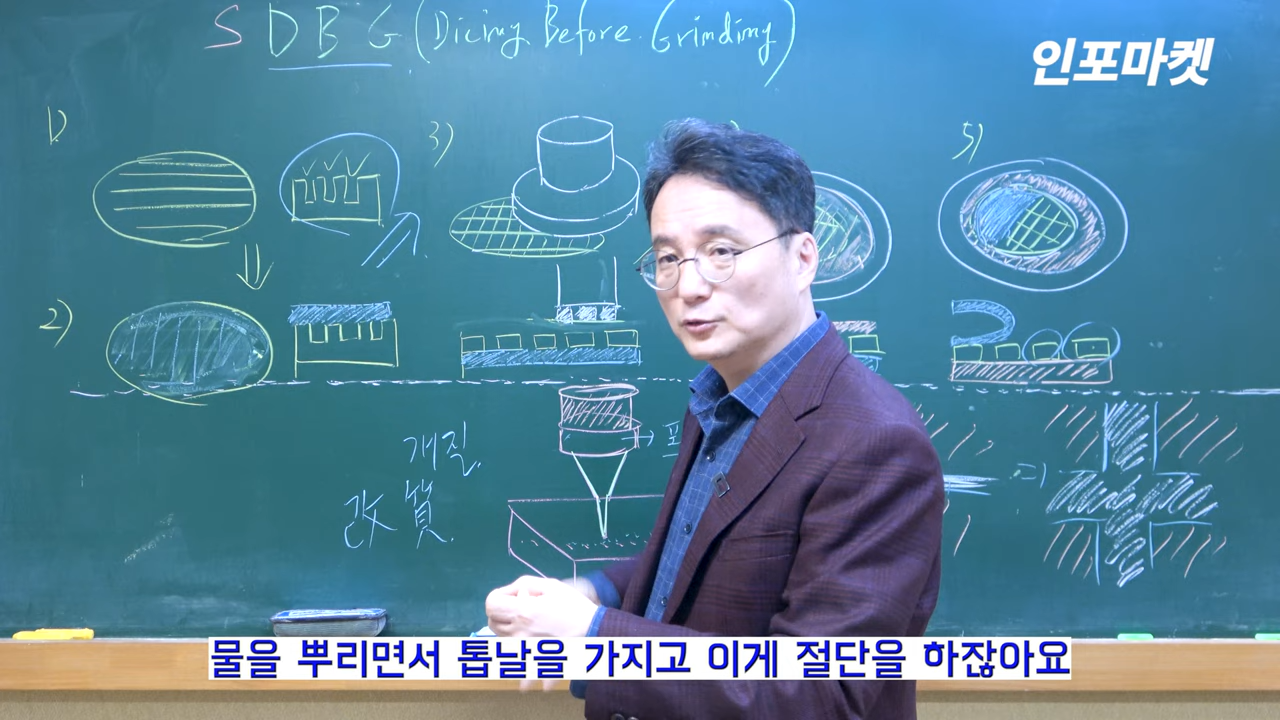 SDBG (Dicing Before Grinding)
인포마켓
1)
3)
5)
2)
개질
改質
포
물을 뿌리면서 톱날을 가지고 이게 절단을 하잖아요